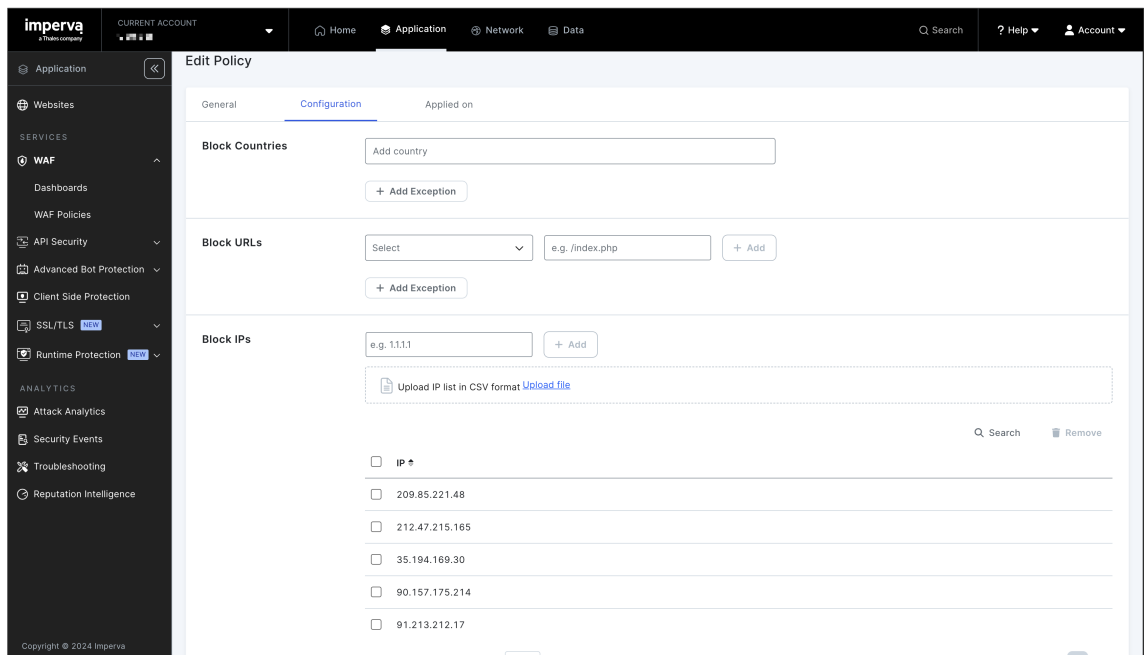 imperva
a Thales company
CURRENT ACCOUNT
Home
Application
Network
Data
Search
? Help
Account
Application
Websites
SERVICES
WAF
Dashboards
WAF Policies
API Security
Advanced Bot Protection
Client Side Protection
SSL/TLS NEW
Runtime Protection NEW
ANALYTICS
Attack Analytics
Security Events
Troubleshooting
Reputation Intelligence
Copyright © 2024 Imperva
Edit Policy
General
Configuration
Applied on
Block Countries
Add country
+ Add Exception
Block URLs
Select
e.g. /index.php
+ Add
+ Add Exception
Block IPs
e.g. 1.1.1.1
+ Add
Upload IP list in CSV format Upload file
Search
Remove
IP
209.85.221.48
212.47.215.165
35.194.169.30
90.157.175.214
91.213.212.17